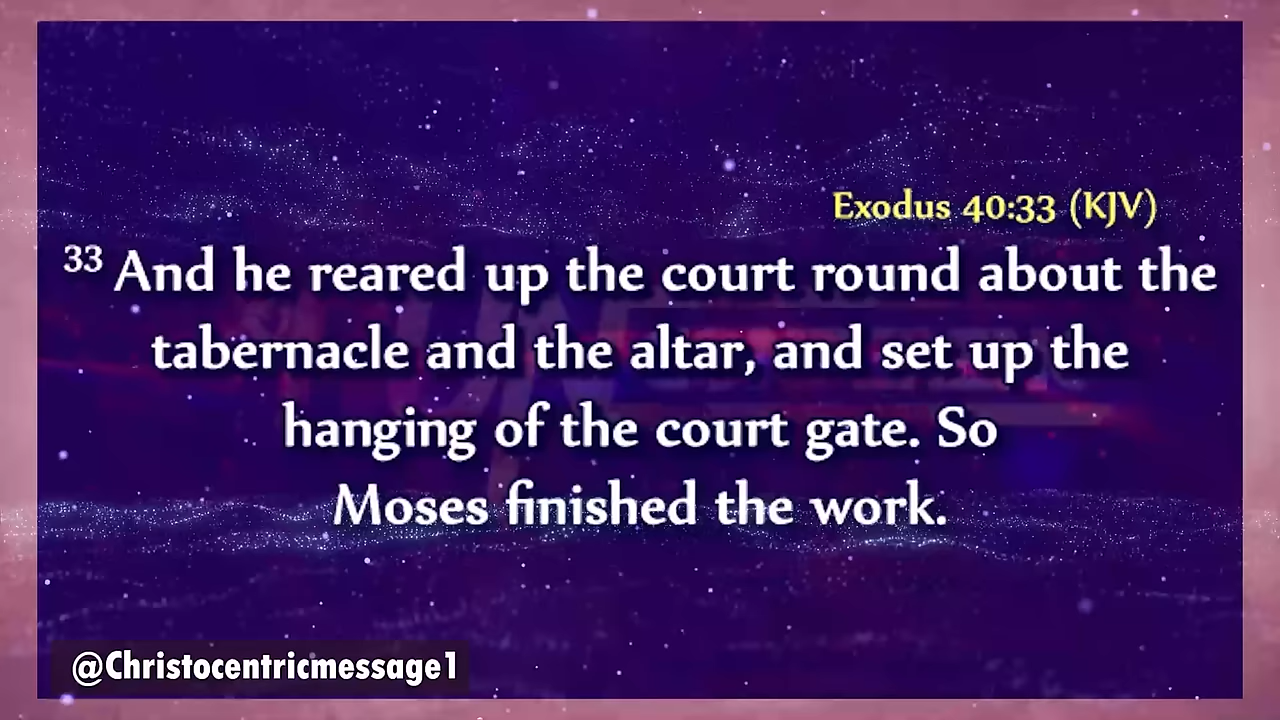 Exodus 40:33 (KJV)
33 And he reared up the court round about the
tabernacle and the altar, and set up the
hanging of the court gate. So
Moses finished the work.
@Christocentricmessage1